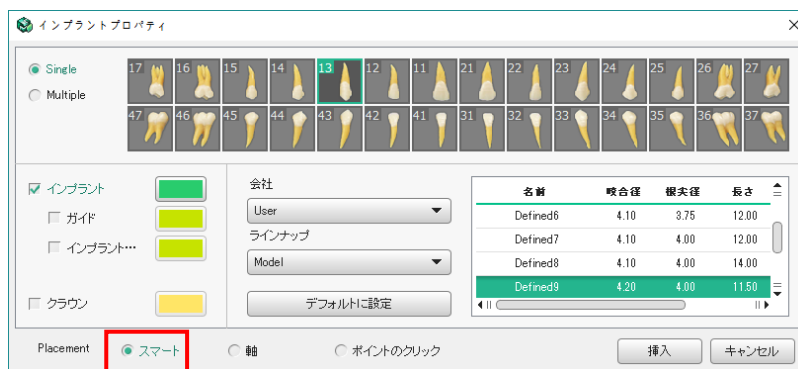 インプラントプロパティ
Single
Multiple
17 16 15 14 13 12 11 21 22 23 24 25 26 27
47 46 45 44 43 42 41 31 32 33 34 35 36 37
インプラント
ガイド
インプラント…
クラウン
会社
User
ラインナップ
Model
デフォルトに設定
名前 咬合径 根尖径 長さ
Defined6 4.10 3.75 12.00
Defined7 4.10 4.00 12.00
Defined8 4.10 4.00 14.00
Defined9 4.20 4.00 11.50
Placement スマート 軸 ポイントのクリック 挿入 キャンセル